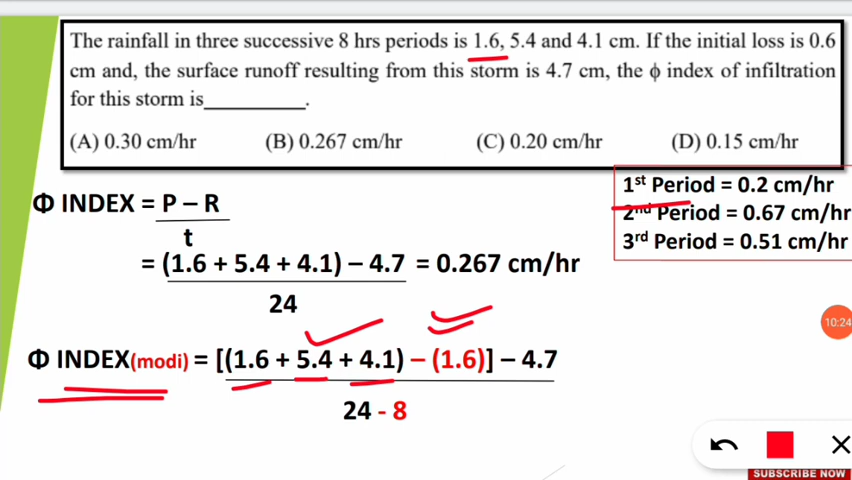 The rainfall in three successive 8 hrs periods is 1.6, 5.4 and 4.1 cm. If the initial loss is 0.6
cm and, the surface runoff resulting from this storm is 4.7 cm, the ϕ index of infiltration
for this storm is__________.
(A) 0.30 cm/hr (B) 0.267 cm/hr (C) 0.20 cm/hr (D) 0.15 cm/hr
1st Period = 0.2 cm/hr
2nd Period = 0.67 cm/hr
3rd Period = 0.51 cm/hr
Φ INDEX = P – R
t
= (1.6 + 5.4 + 4.1) – 4.7 = 0.267 cm/hr
24
10:24
Φ INDEX(modi) = [(1.6 + 5.4 + 4.1) – (1.6)] – 4.7
24 - 8
SUBSCRIBE NOW